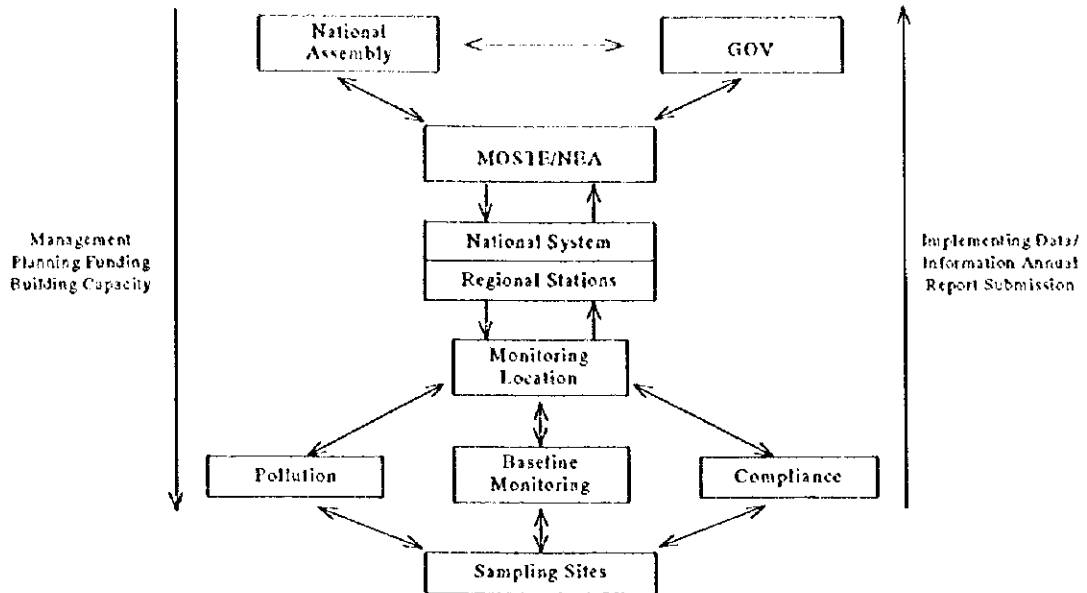 National
Assembly
GOV
MOSTE/NEA
National System
Regional Stations
Management
Planning Funding
Building Capacity
Implementing Data/
Information Annual
Report Submission
Monitoring
Location
Pollution
Baseline
Monitoring
Compliance
Sampling Sites